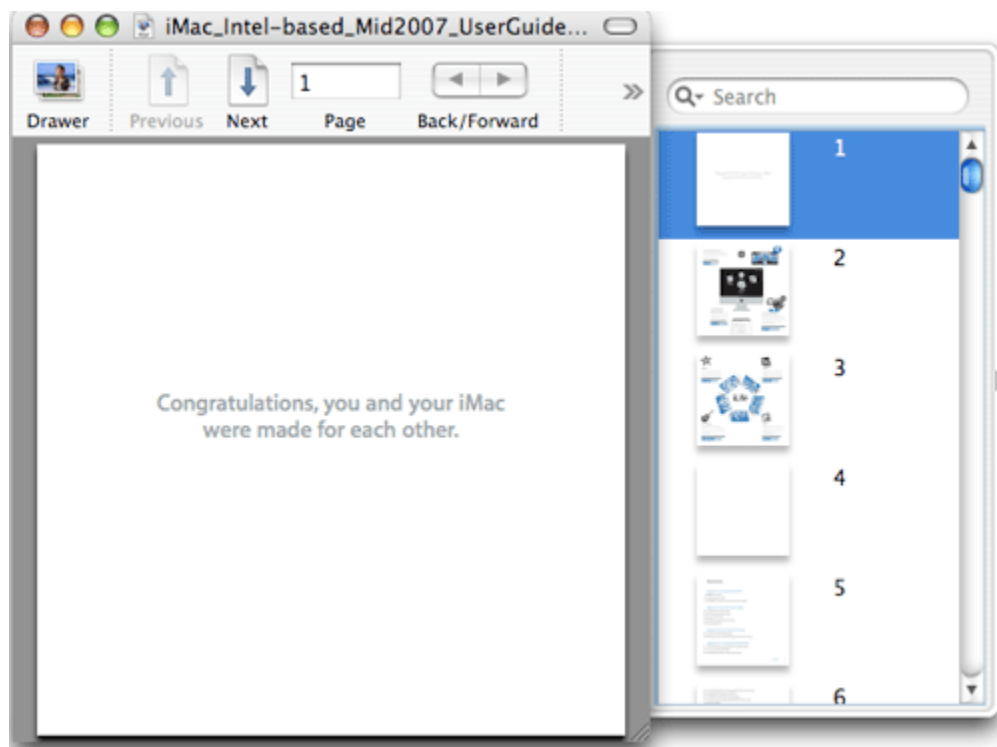 iMac_Intel-based_Mid2007_UserGuide...
1
Drawer
Previous
Next
Page
Back/Forward
Search
Congratulations, you and your iMac
were made for each other.
1
2
3
4
5
6